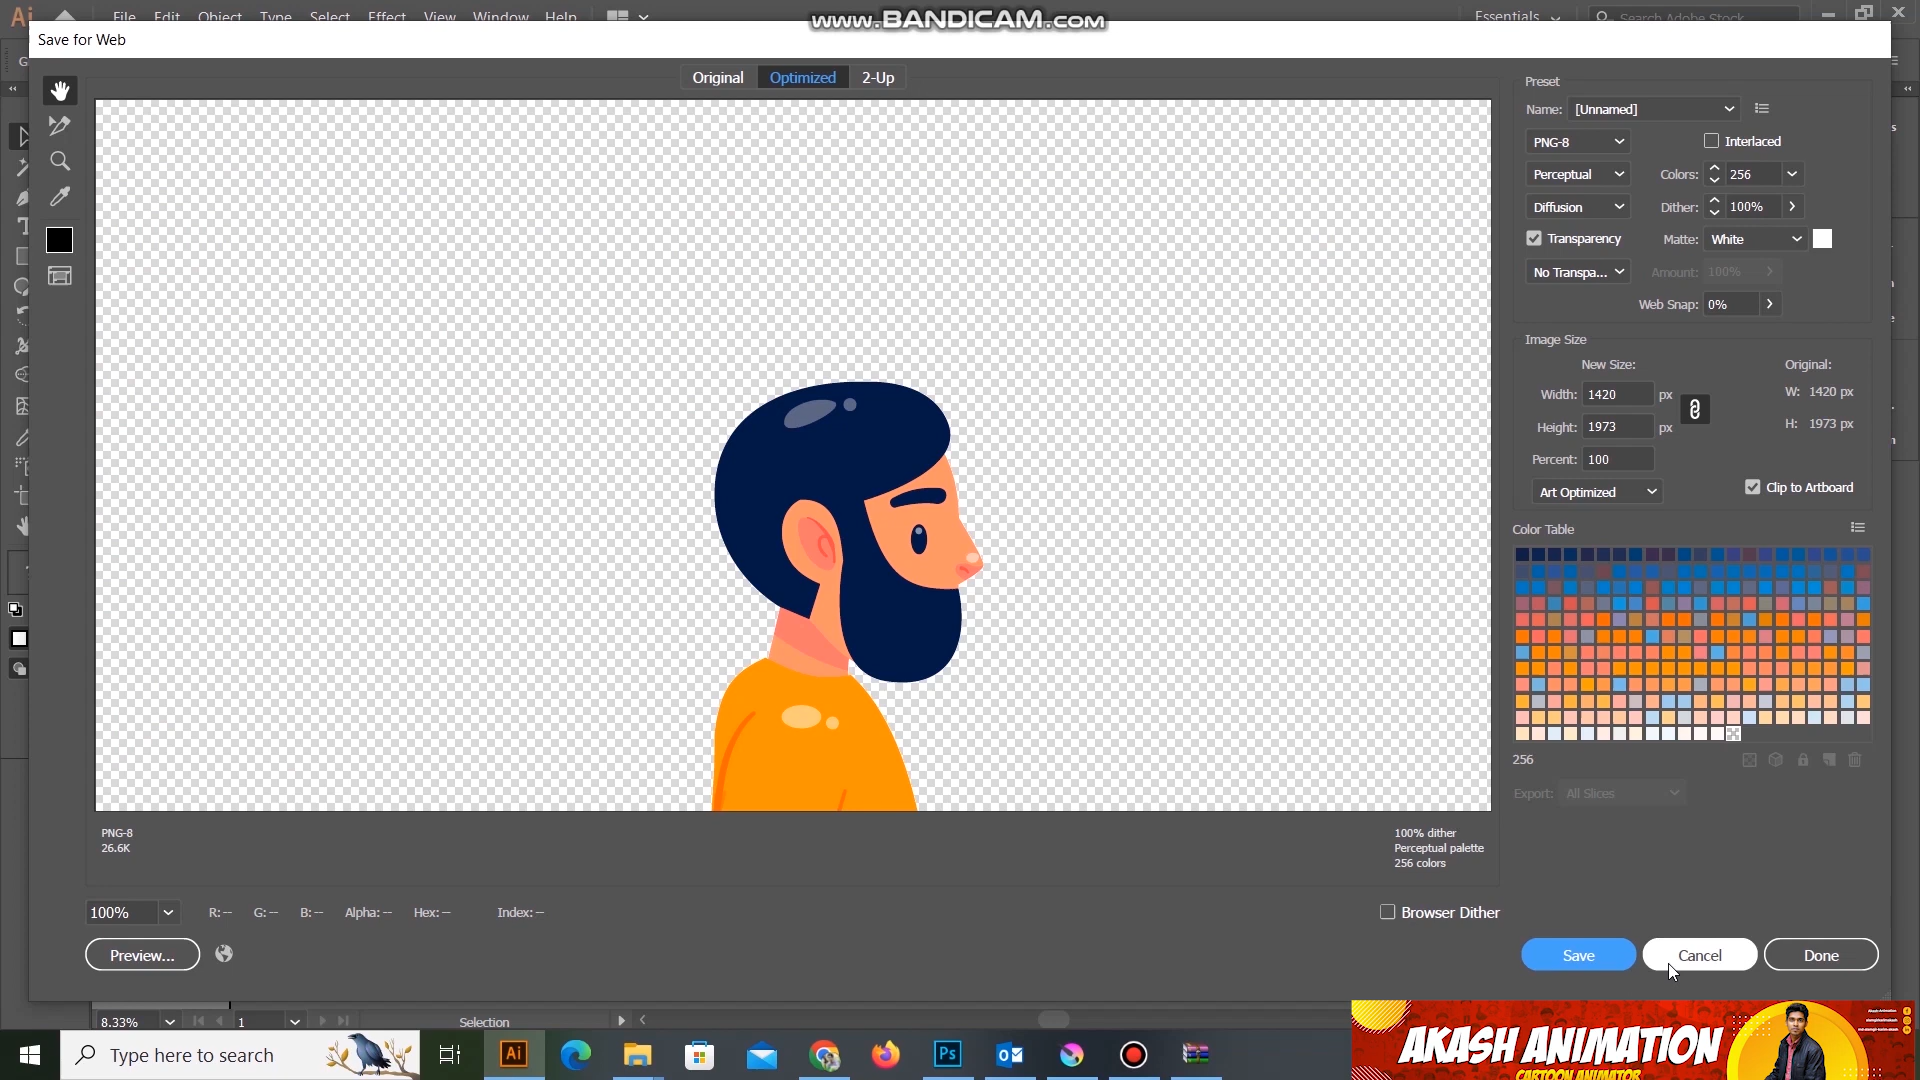 Ai File Edit Object Type Select Effect View Window Help
WWW.BANDICAM.COM
Essentials
Search Adobe Stock
Save for Web
Original Optimized 2-Up
Preset
Name: [Unnamed]
PNG-8 Interlaced
Perceptual Colors: 256
Diffusion Dither: 100%
Transparency Matte: White
No Transpa... Amount: 100%
Web Snap: 0%
Image Size
New Size: Original:
Width: 1420 px W: 1420 px
Height: 1973 px H: 1973 px
Percent: 100
Art Optimized Clip to Artboard
Color Table
256
Export: All Slices
PNG-8
26.6K
100% dither
Perceptual palette
256 colors
100% R: -- G: -- B: -- Alpha: -- Hex: -- Index: --
Browser Dither
Preview... Save Cancel Done
8.33% 1 Selection
Type here to search
Ai Ps
AKASH ANIMATION
CARTOON ANIMATOR